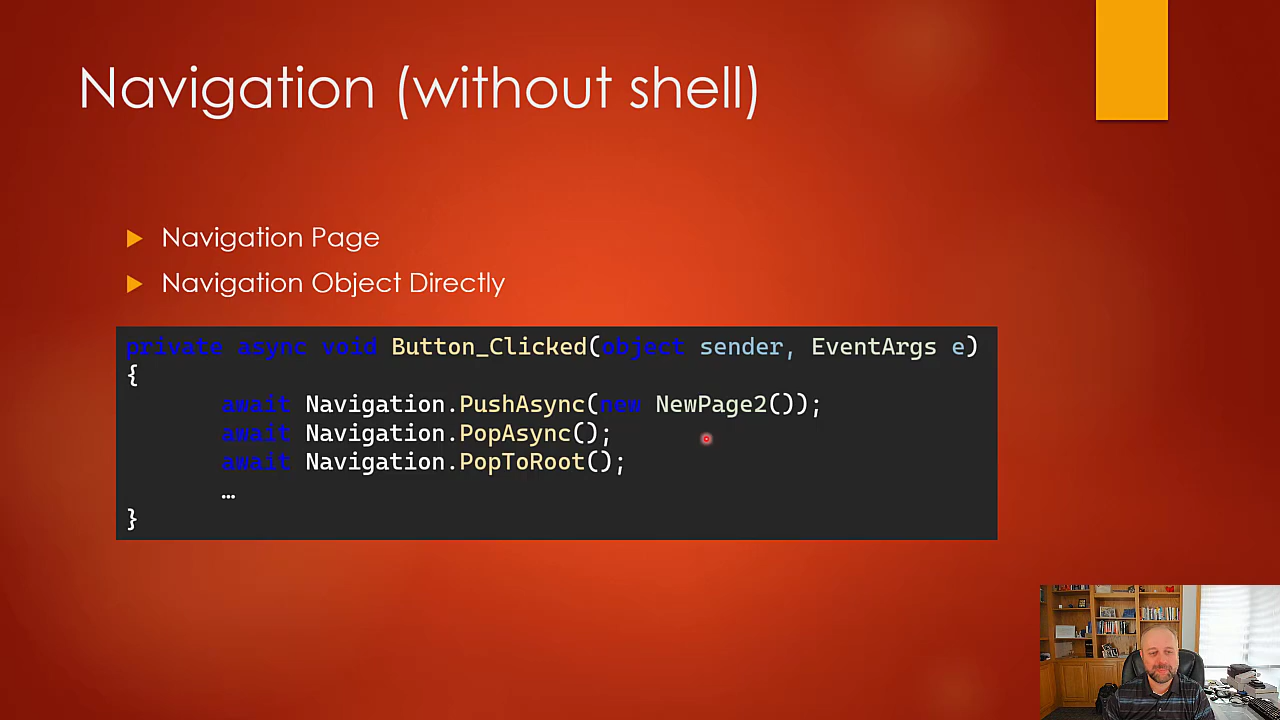 Navigation (without shell)
Navigation Page
Navigation Object Directly
private async void Button_Clicked(object sender, EventArgs e)
{
await Navigation.PushAsync(new NewPage2());
await Navigation.PopAsync();
await Navigation.PopToRoot();
…
}